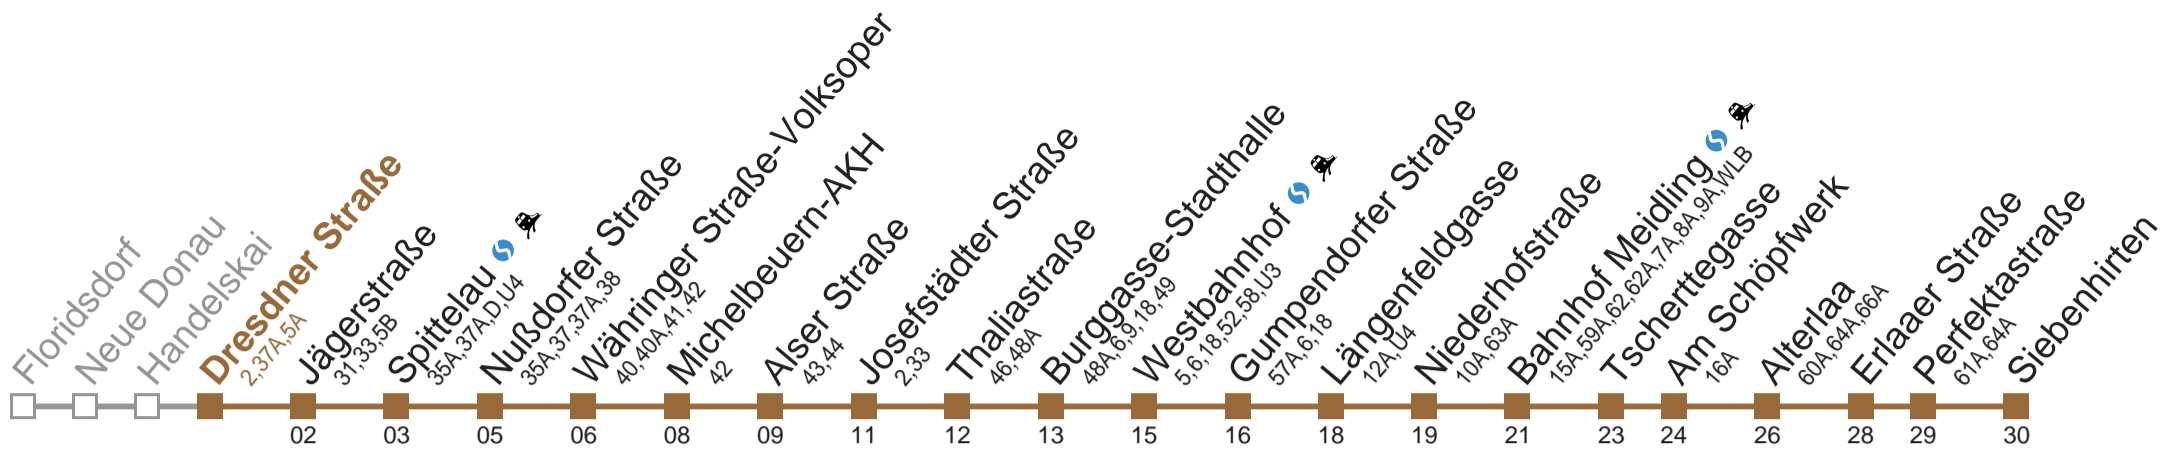 Floridsdorf
Neue Donau
Handelskai
Dresdner Straße
2,37A,5A
Jägerstraße
31,33,5B
Spittelau
35A,37A,D,U4
Nußdorfer Straße
35A,37,37A,38
Währinger Straße-Volksoper
40,40A,41,42
Michelbeuern-AKH
42
Alser Straße
43,44
Josefstädter Straße
2,33
Thaliastraße
46,48A
Burggasse-Stadthalle
48A,6,9,18,49
Westbahnhof
5,6,18,52,58,U3
Gumpendorfer Straße
57A,6,18
Längenfeldgasse
12A,U4
Niederhofstraße
10A,63A
Bahnhof Meidling
15A,59A,62,62A,7A,8A,9A,WLB
Tscherttegasse
Am Schöpfwerk
16A
Alterlaa
60A,64A,66A
Erlaaer Straße
Perfektastraße
61A,64A
Siebenhirten
02 03 05 06 08 09 11 12 13 15 16 18 19 21 23 24 26 28 29 30